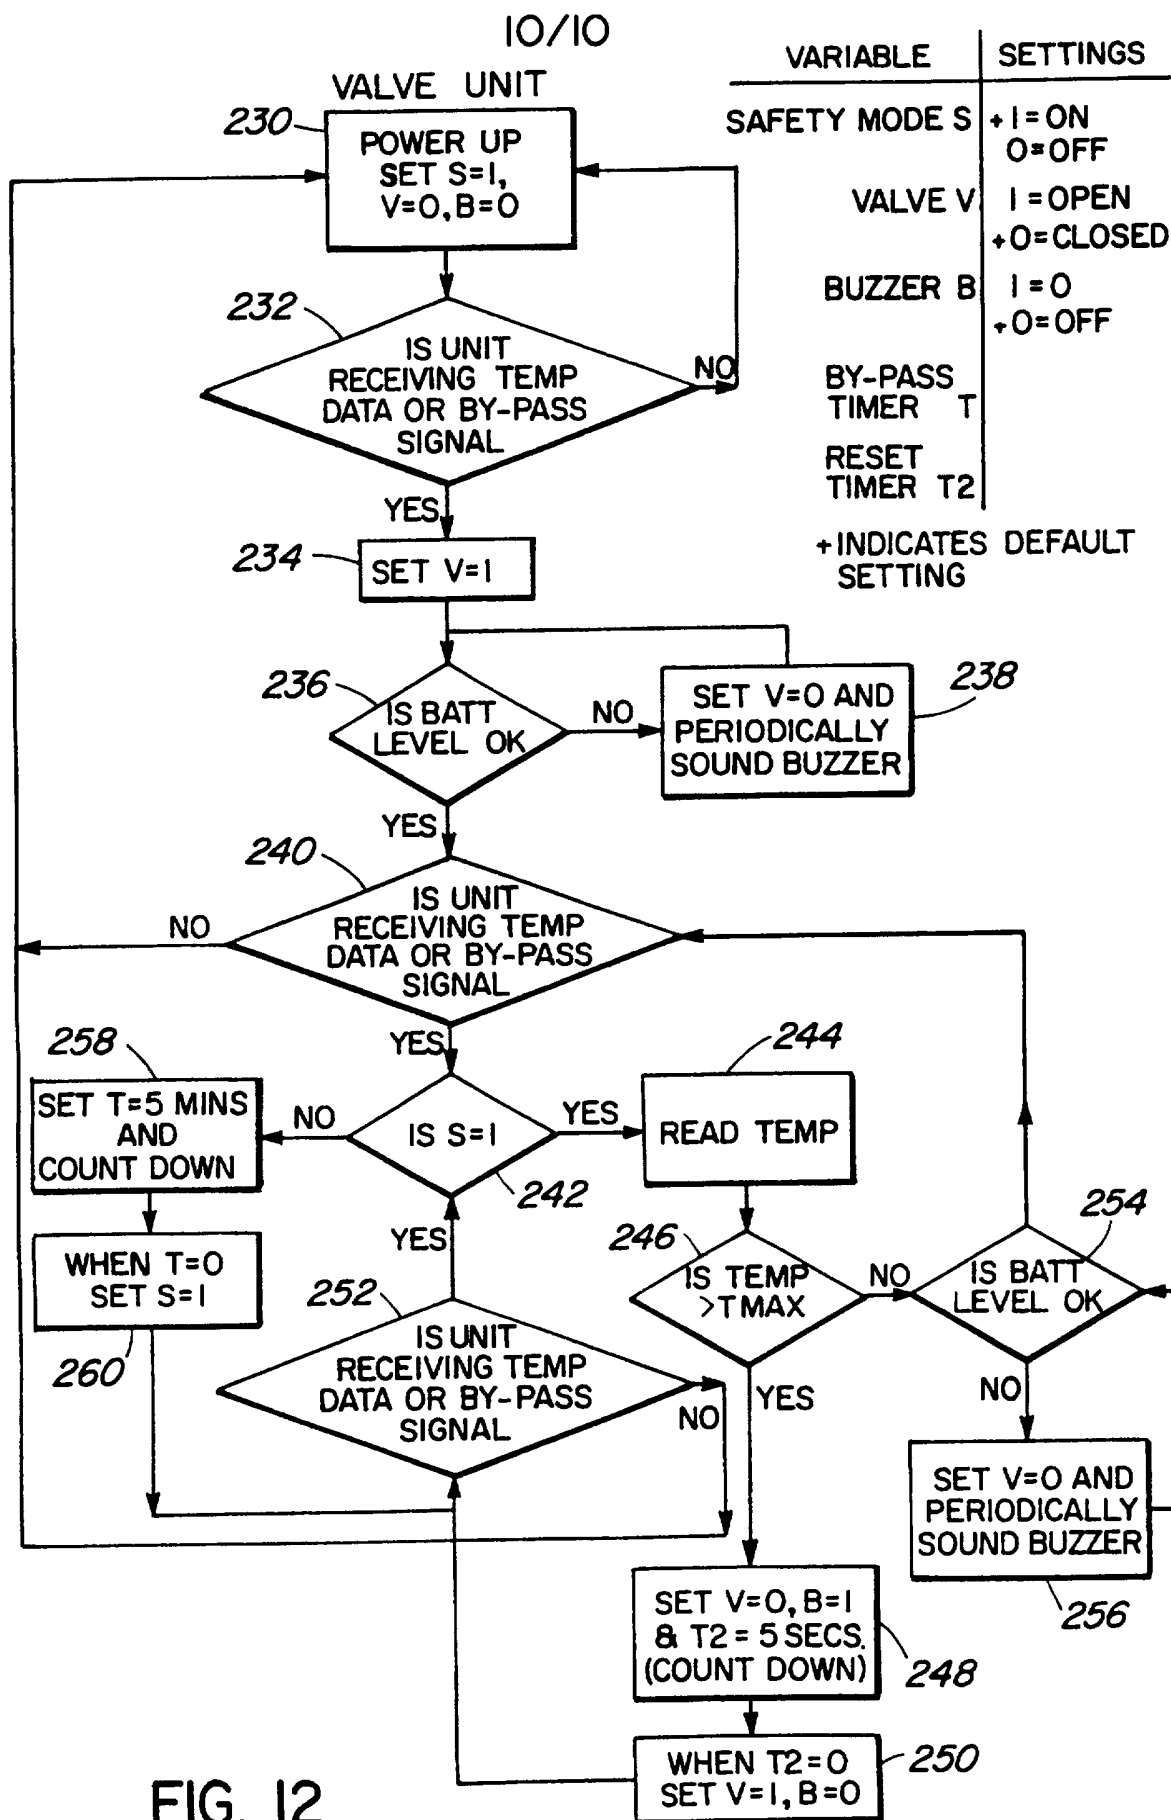 10/10
VALVE UNIT
230
POWER UP
SET S=1,
V=0, B=0
VARIABLE SETTINGS
SAFETY MODE S +1=ON
0=OFF
VALVE V 1=OPEN
+0=CLOSED
BUZZER B 1=0
+0=OFF
BY-PASS
TIMER T
RESET
TIMER T2
+INDICATES DEFAULT
SETTING
232
IS UNIT
RECEIVING TEMP
DATA OR BY-PASS
SIGNAL
NO
YES
234
SET V=1
236
IS BATT
LEVEL OK
NO
238
SET V=0 AND
PERIODICALLY
SOUND BUZZER
YES
240
IS UNIT
RECEIVING TEMP
DATA OR BY-PASS
SIGNAL
NO
YES
258
SET T=5 MINS
AND
COUNT DOWN
NO
IS S=1
242
YES
244
READ TEMP
WHEN T=0
SET S=1
260
YES
252
IS UNIT
RECEIVING TEMP
DATA OR BY-PASS
SIGNAL
NO
246
IS TEMP
>TMAX
NO
YES
254
IS BATT
LEVEL OK
NO
SET V=0 AND
PERIODICALLY
SOUND BUZZER
256
SET V=0, B=1
& T2=5 SECS.
(COUNT DOWN)
248
WHEN T2=0
SET V=1, B=0
250
FIG. 12